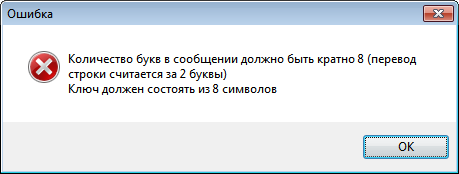 Ошибка
Количество букв в сообщении должно быть кратно 8 (перевод
строки считается за 2 буквы)
Ключ должен состоять из 8 символов
OK